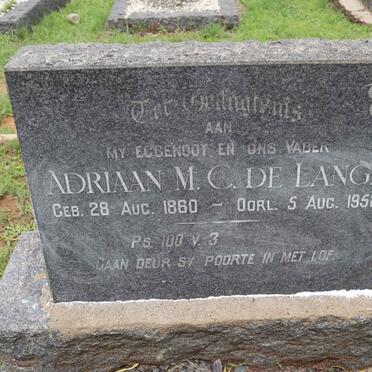 Ter Gedagtenis
AAN
MY EGGENOOT EN ONS VADER
ADRIAAN M. C. DE LANG
GEB. 28 AUG. 1860 ~ OORL. 5 AUG. 195
PS. 100 V. 3
GAAN DEUR SY POORTE IN MET LOF.